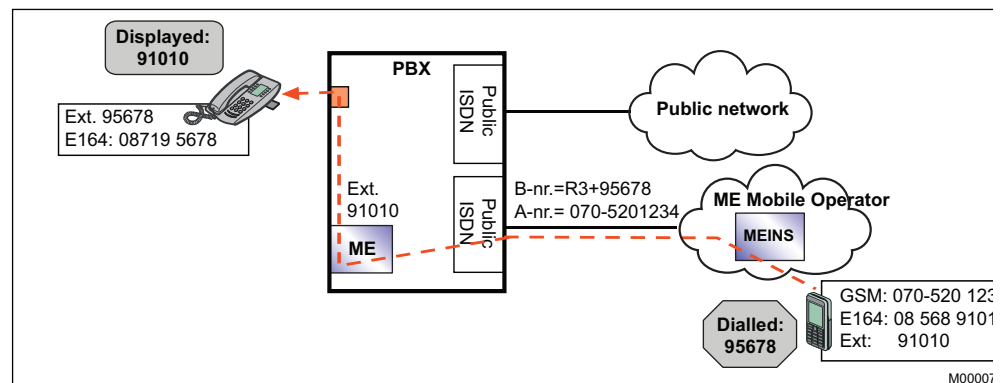 Displayed:
91010
Ext. 95678
E164: 08719 5678
PBX
Public
ISDN
Public network
Ext.
91010
ME
Public
ISDN
B-nr.=R3+95678
A-nr.= 070-5201234
ME Mobile Operator
MEINS
Dialled:
95678
GSM: 070-520 123
E164: 08 568 9101
Ext: 91010
M00007